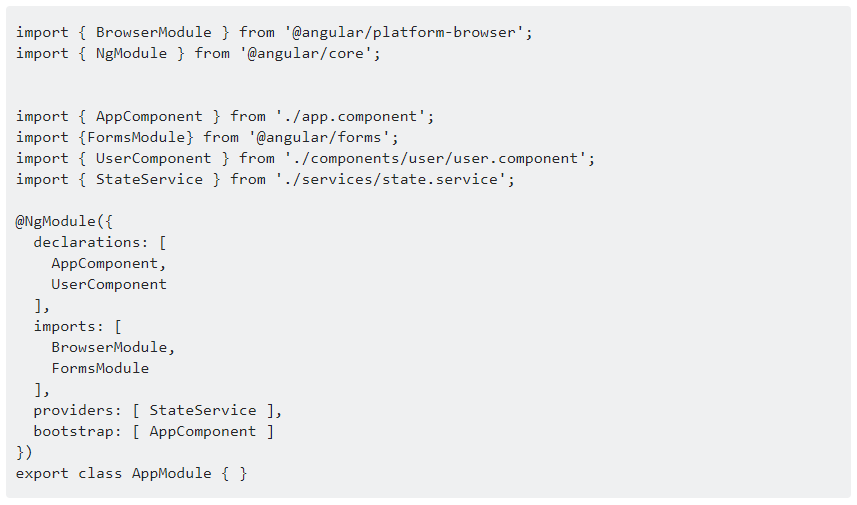 import { BrowserModule } from '@angular/platform-browser';
import { NgModule } from '@angular/core';
import { AppComponent } from './app.component';
import {FormsModule} from '@angular/forms';
import { UserComponent } from './components/user/user.component';
import { StateService } from './services/state.service';
@NgModule({
  declarations: [
    AppComponent,
    UserComponent
  ],
  imports: [
    BrowserModule,
    FormsModule
  ],
  providers: [ StateService ],
  bootstrap: [ AppComponent ]
})
export class AppModule { }